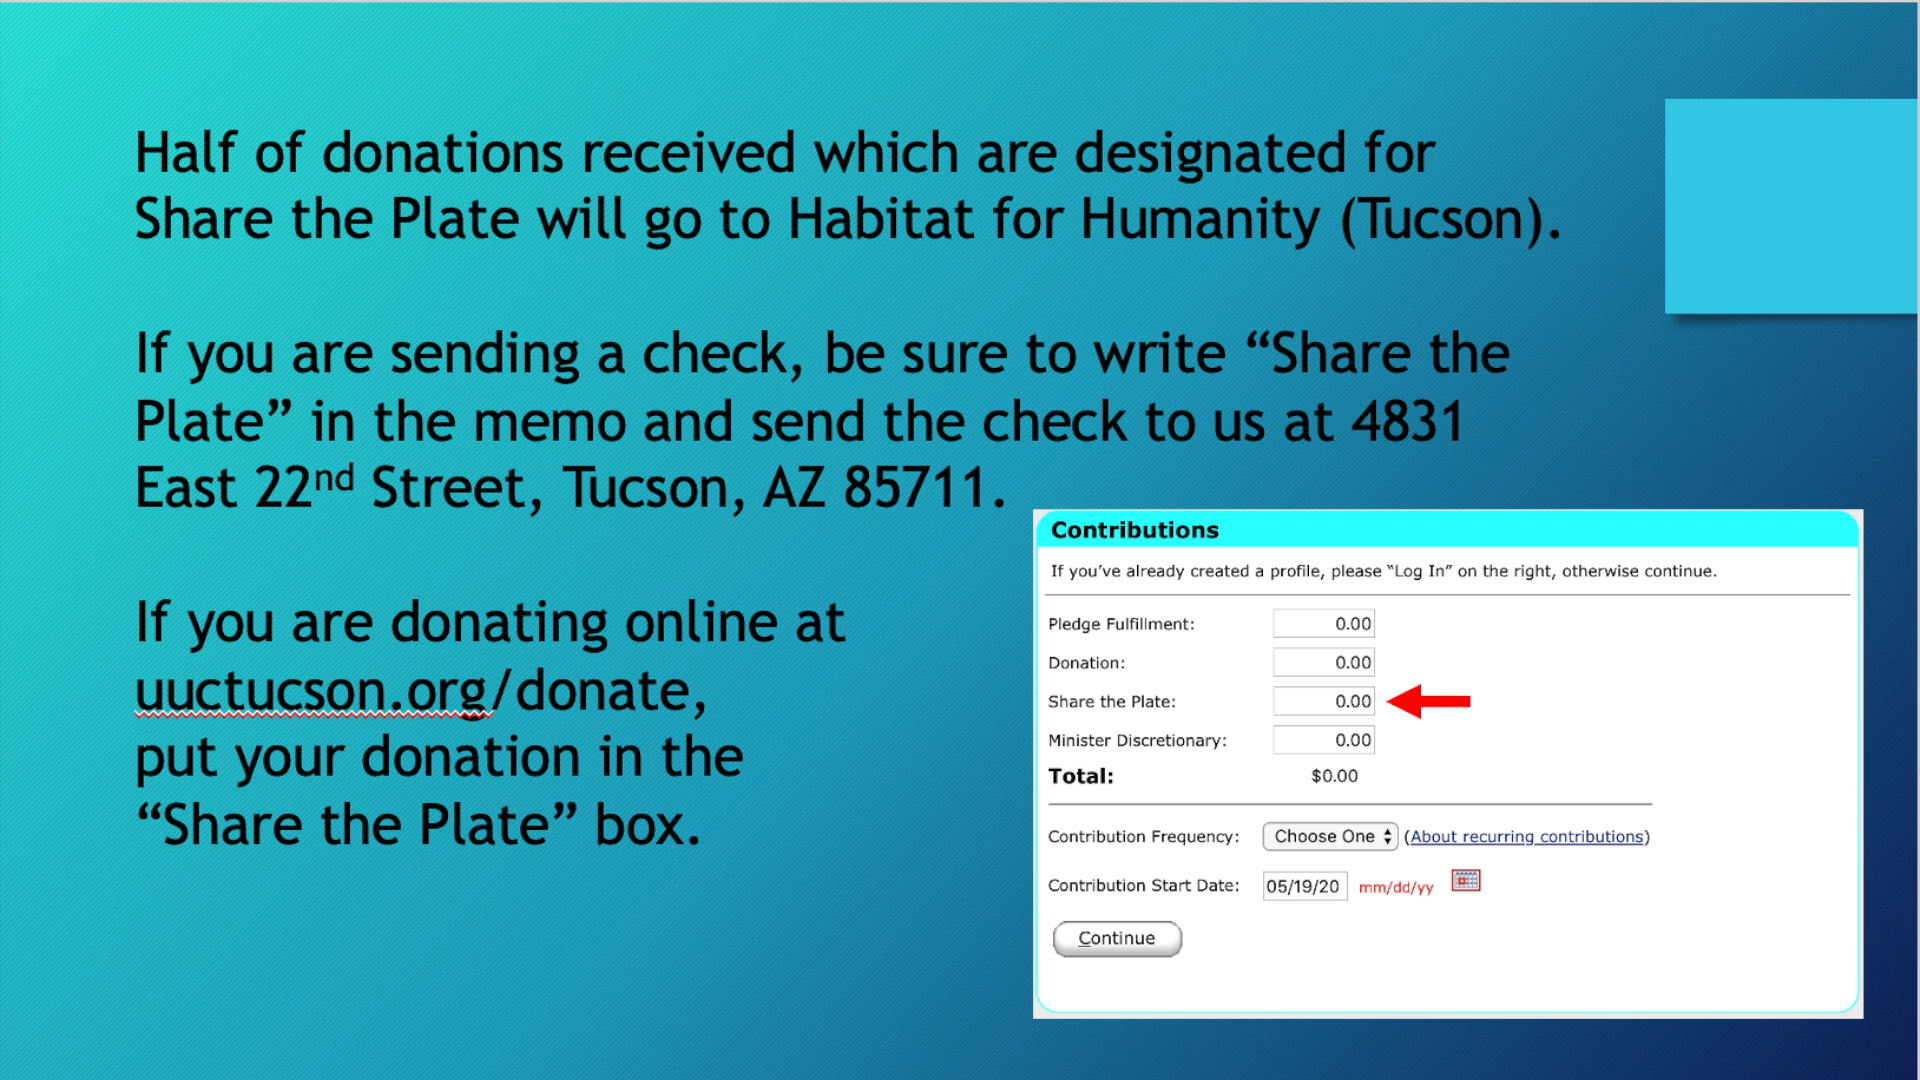 Half of donations received which are designated for
Share the Plate will go to Habitat for Humanity (Tucson).
If you are sending a check, be sure to write “Share the
Plate” in the memo and send the check to us at 4831
East 22nd Street, Tucson, AZ 85711.
If you are donating online at
uuctucson.org/donate,
put your donation in the
“Share the Plate” box.
Contributions
If you’ve already created a profile, please “Log In” on the right, otherwise continue.
Pledge Fulfillment: 0.00
Donation: 0.00
Share the Plate: 0.00
Minister Discretionary: 0.00
Total: $0.00
Contribution Frequency: Choose One (About recurring contributions)
Contribution Start Date: 05/19/20 mm/dd/yy
Continue